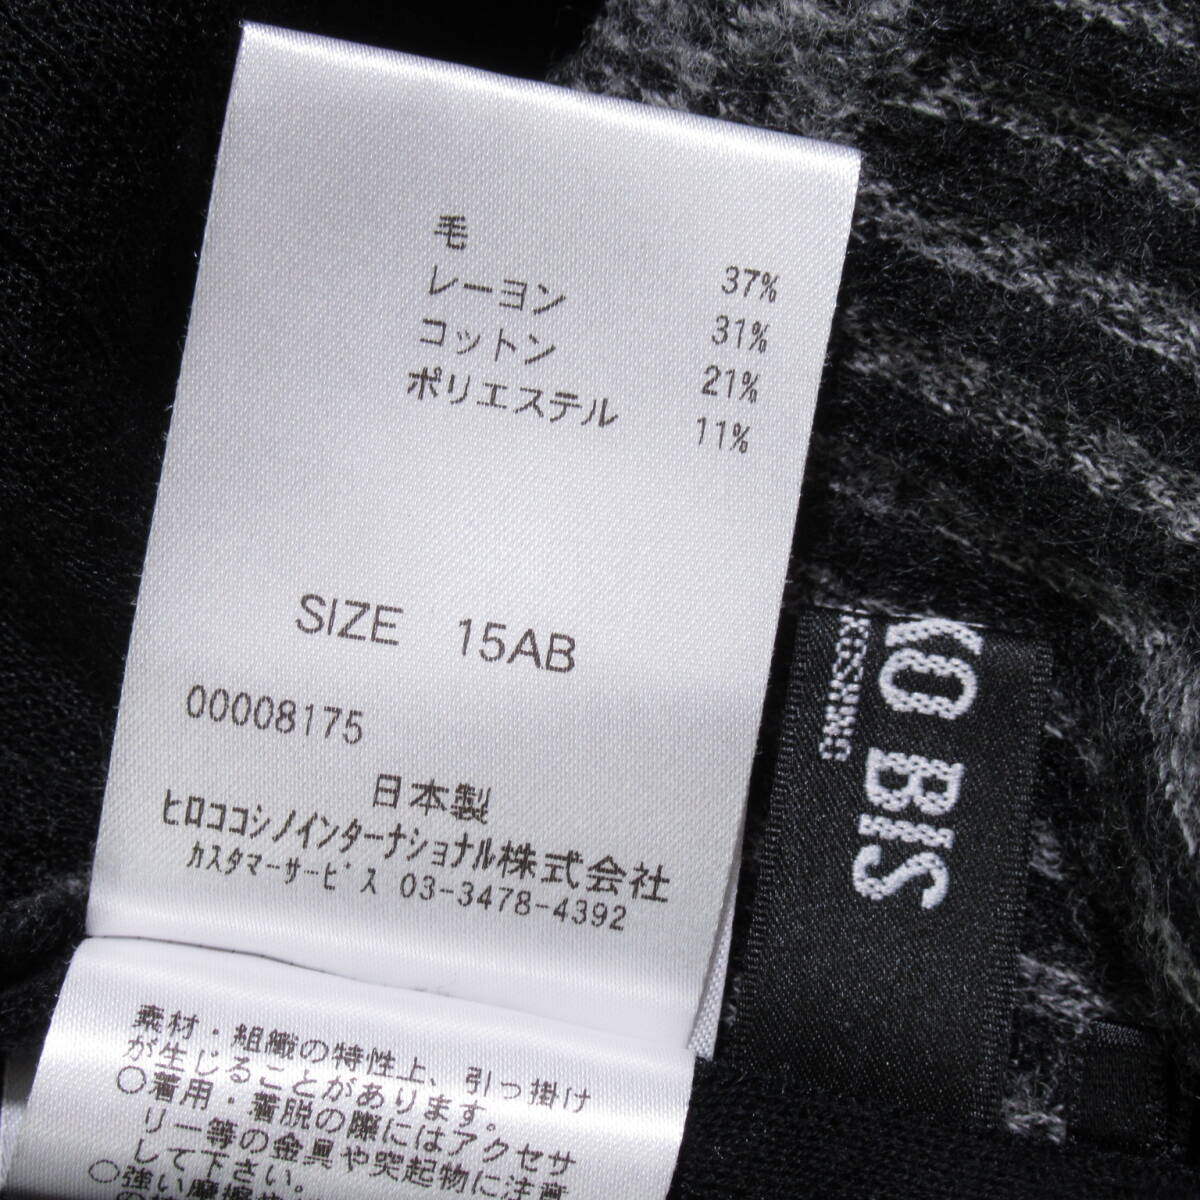 毛 37%
レーヨン 31%
コットン 21%
ポリエステル 11%
SIZE 15AB
00008175
日本製
ヒロココシノインターナショナル株式会社
カスタマーサービス 03-3478-4392
素材・組織の特性上、引っ掛け
が生じることがあります。
○着用・着脱の際にはアクセサ
リー等の金具や突起物に注意
して下さい。
○強い摩擦や
KO BIS